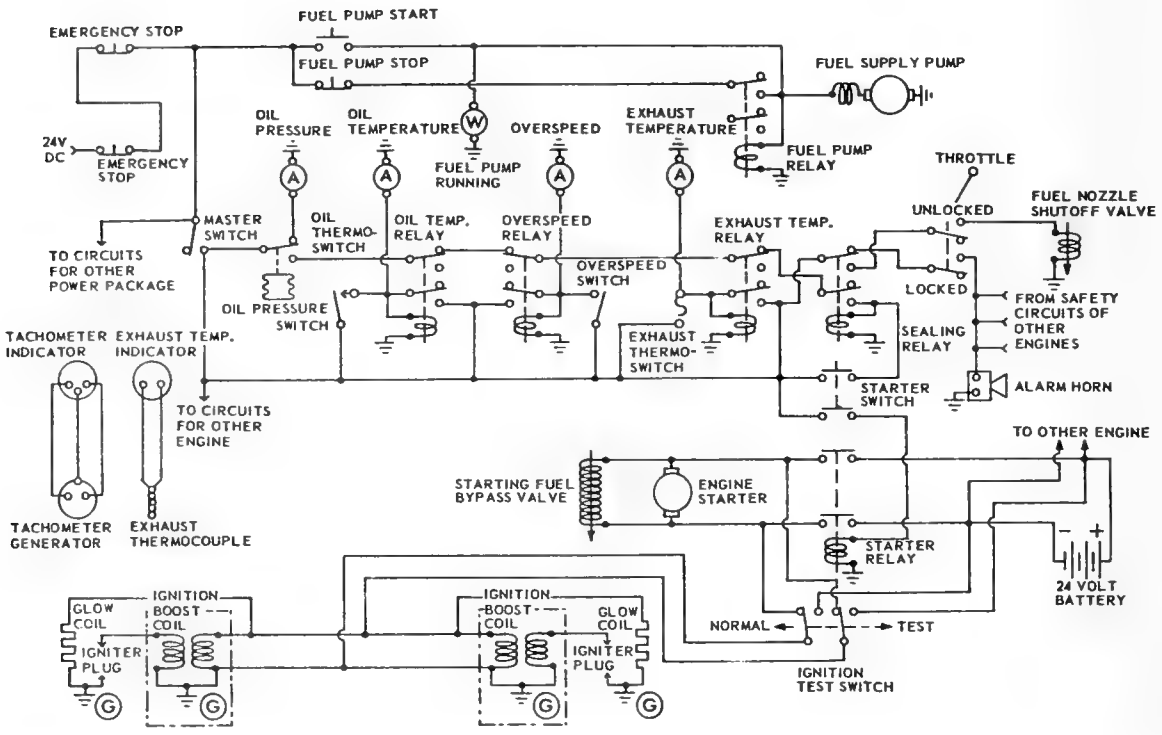 FUEL PUMP START
EMERGENCY STOP
FUEL PUMP STOP
FUEL SUPPLY PUMP
24V
DC
EMERGENCY
STOP
OIL
PRESSURE
OIL
TEMPERATURE
W
OVERSPEED
EXHAUST
TEMPERATURE
FUEL PUMP
RUNNING
FUEL PUMP
RELAY
A
A
A
A
THROTTLE
UNLOCKED
FUEL NOZZLE
SHUTOFF VALVE
MASTER
SWITCH
OIL
THERMO-
SWITCH
OIL TEMP.
RELAY
OVERSPEED
RELAY
EXHAUST TEMP.
RELAY
TO CIRCUITS
FOR OTHER
POWER PACKAGE
OVERSPEED
SWITCH
LOCKED
OIL PRESSURE
SWITCH
FROM SAFETY
CIRCUITS OF
OTHER
ENGINES
TACHOMETER
INDICATOR
EXHAUST TEMP.
INDICATOR
EXHAUST
THERMO-
SWITCH
SEALING
RELAY
STARTER
SWITCH
ALARM HORN
TO CIRCUITS
FOR OTHER
ENGINE
TO OTHER ENGINE
STARTING FUEL
BYPASS VALVE
ENGINE
STARTER
TACHOMETER
GENERATOR
EXHAUST
THERMOCOUPLE
STARTER
RELAY
- +
24 VOLT
BATTERY
GLOW
COIL
IGNITION
BOOST
COIL
IGNITER
PLUG
G
G
IGNITION
BOOST
COIL
GLOW
COIL
IGNITER
PLUG
G
G
NORMAL
TEST
IGNITION
TEST SWITCH